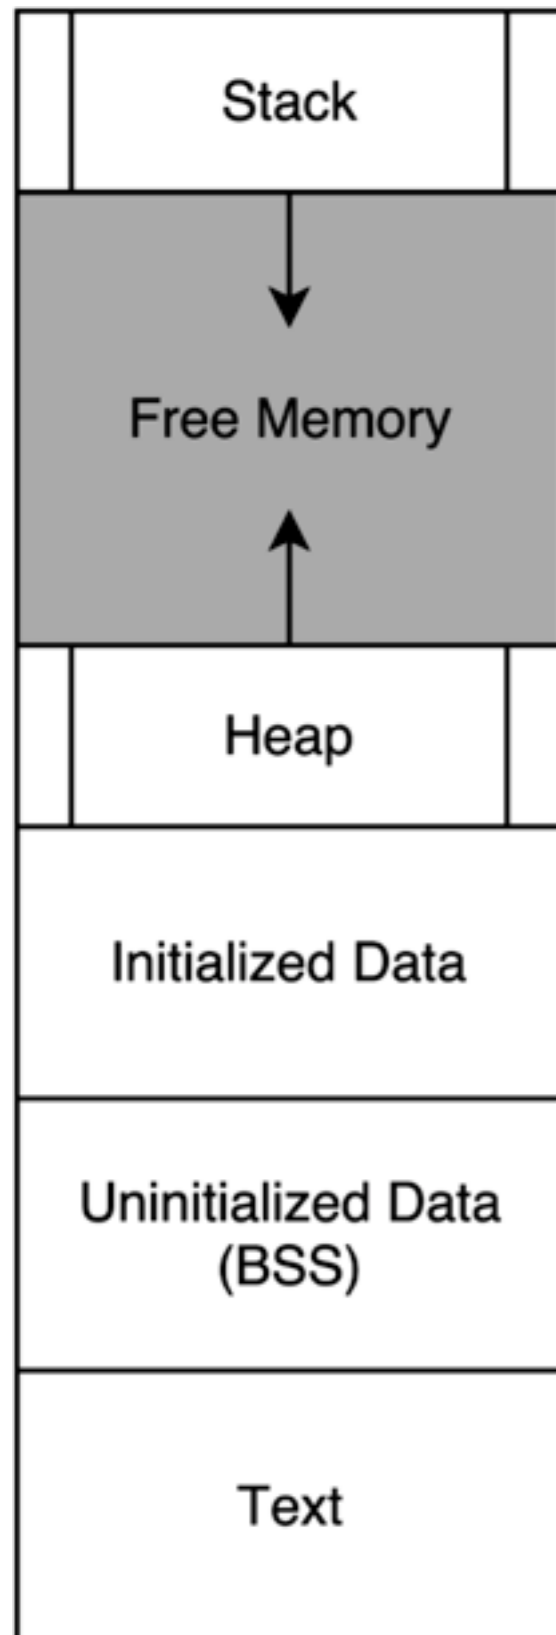 Stack
Free Memory
Heap
Initialized Data
Uninitialized Data
(BSS)
Text